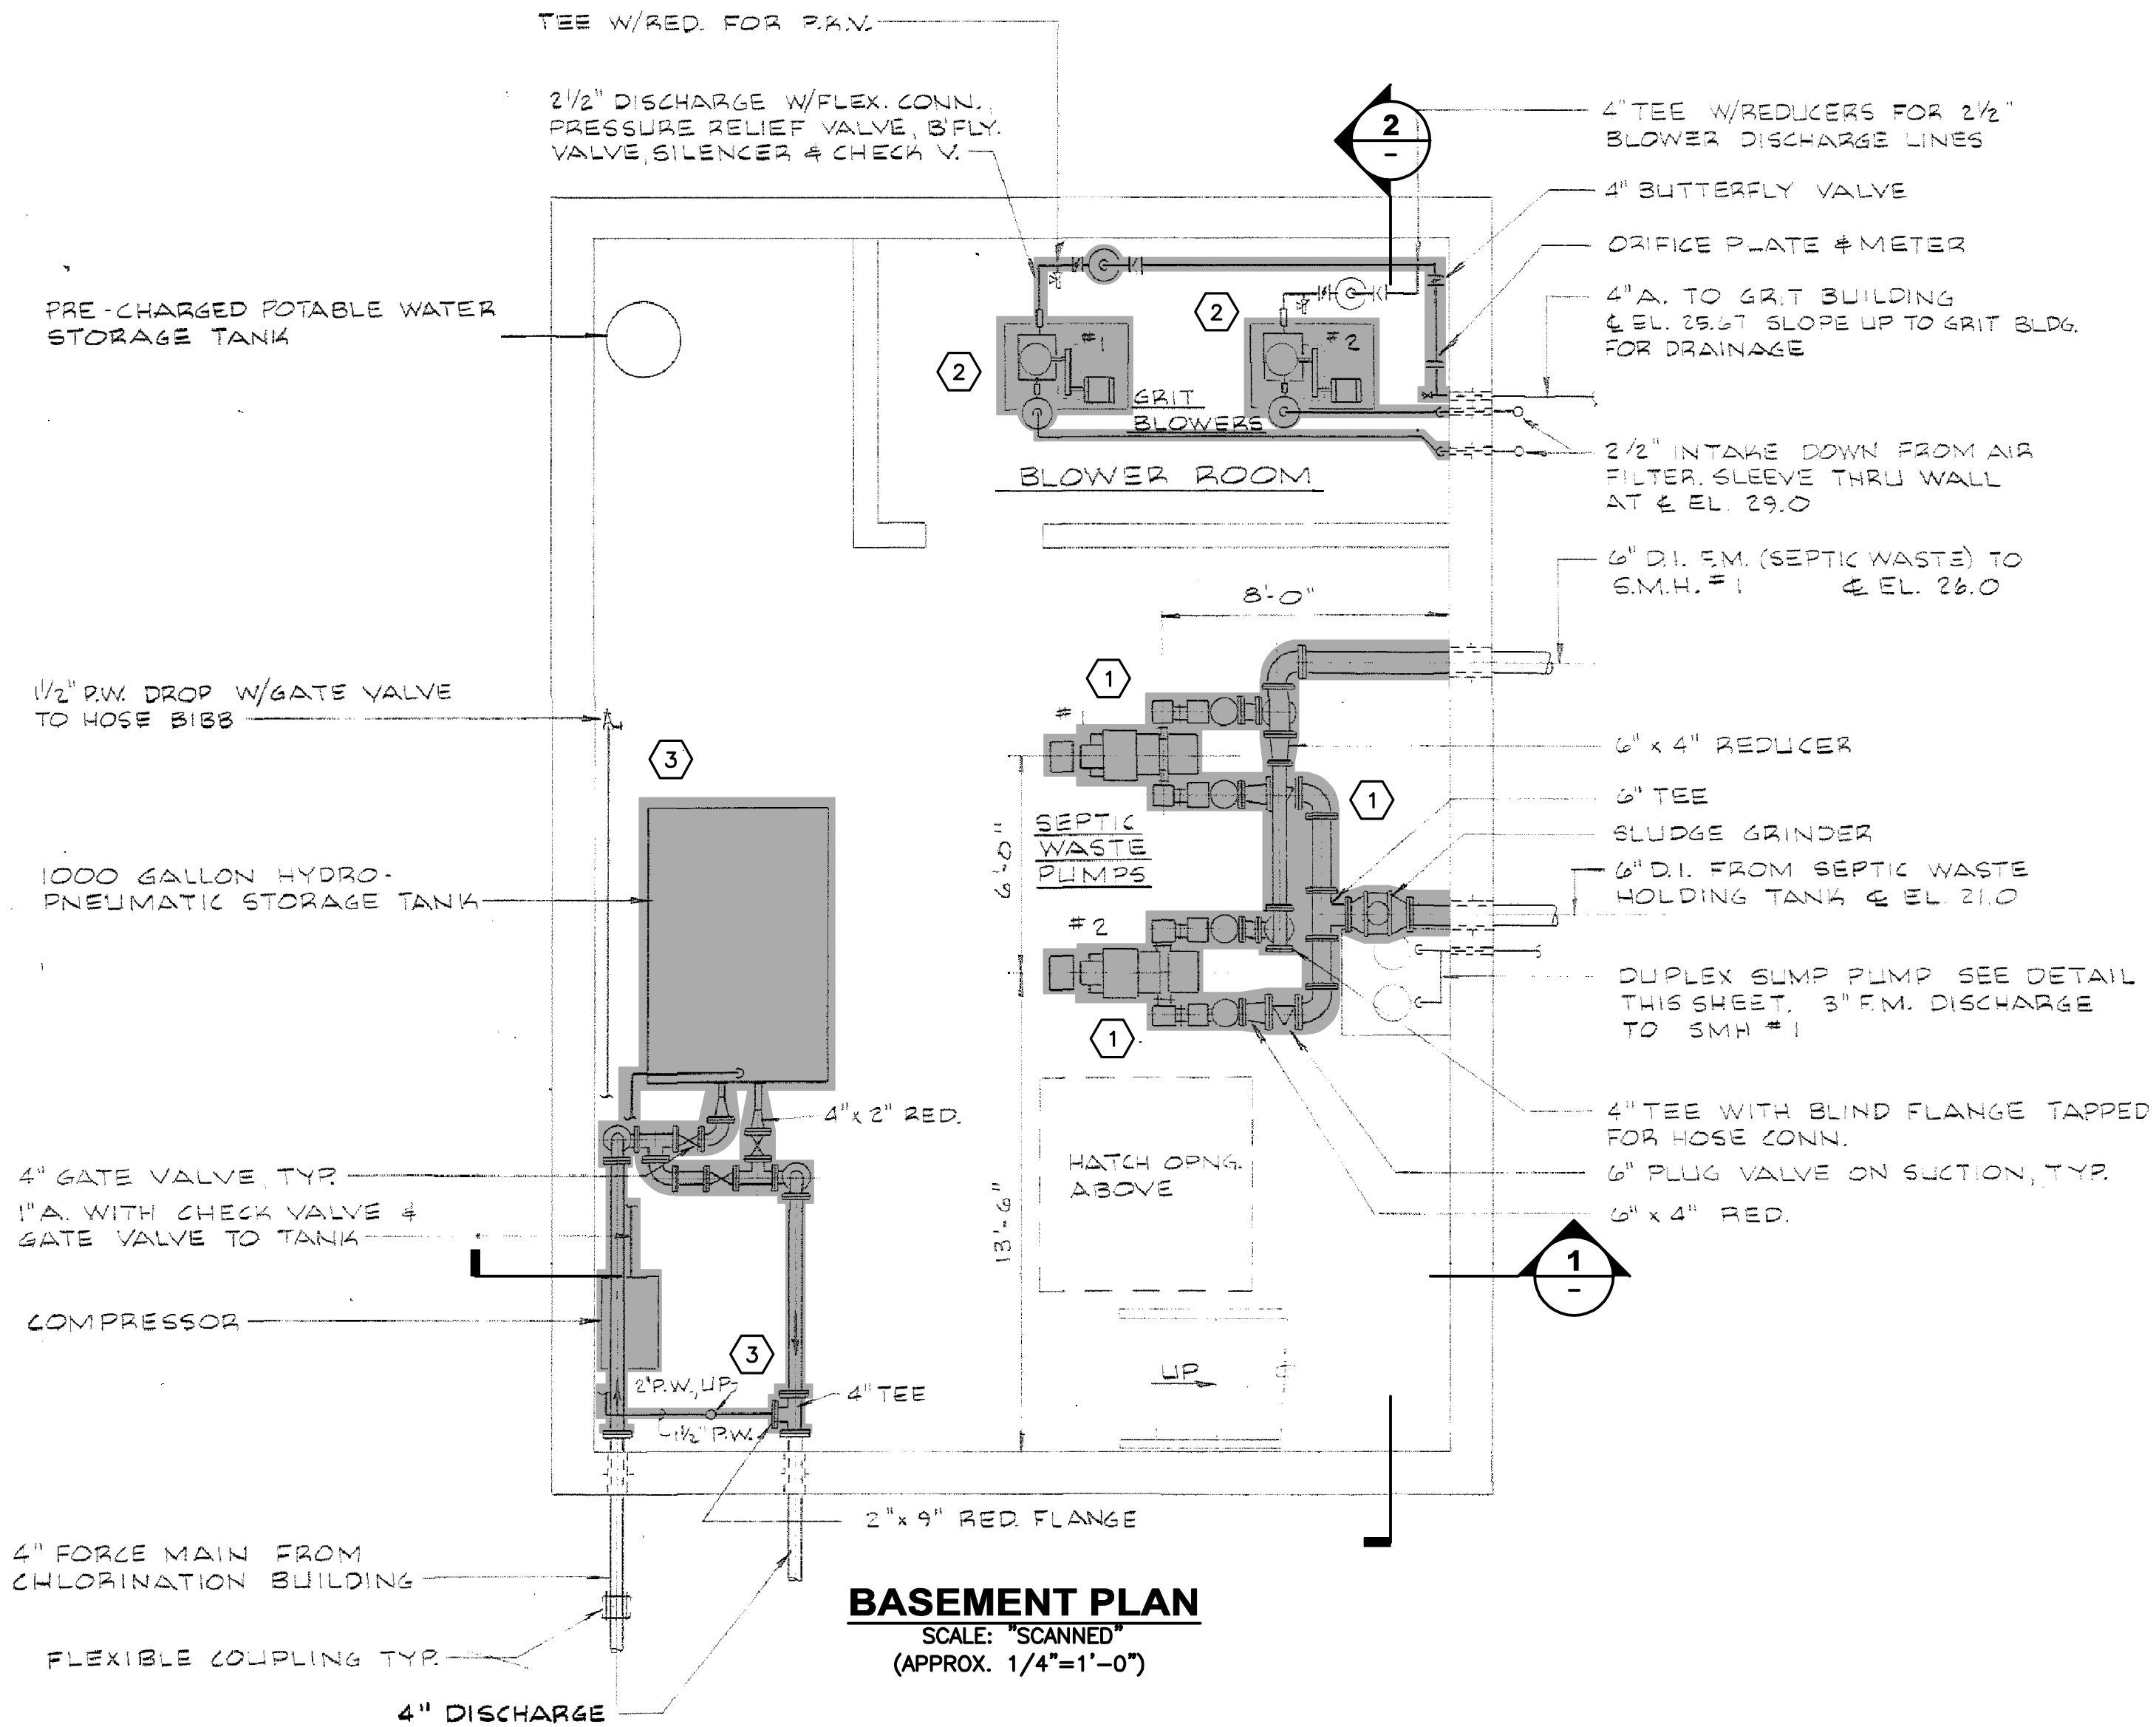 TEE W/RED. FOR P.R.V.
2 1/2" DISCHARGE W/FLEX. CONN.,
PRESSURE RELIEF VALVE, B'FLY.
VALVE, SILENCER & CHECK V.
2
-
4" TEE W/REDUCERS FOR 2 1/2"
BLOWER DISCHARGE LINES
4" BUTTERFLY VALVE
ORIFICE PLATE & METER
4" A. TO GRIT BUILDING
℄ EL. 25.67 SLOPE UP TO GRIT BLDG.
FOR DRAINAGE
PRE-CHARGED POTABLE WATER
STORAGE TANK
2
#1
2
#2
GRIT
BLOWERS
BLOWER ROOM
2 1/2" INTAKE DOWN FROM AIR
FILTER. SLEEVE THRU WALL
AT ℄ EL. 29.0
6" D.I. F.M. (SEPTIC WASTE) TO
S.M.H. #1 ℄ EL. 26.0
8'-0"
1 1/2" P.W. DROP W/GATE VALVE
TO HOSE BIBB
1
#1
3
6" x 4" REDUCER
1
6" TEE
SEPTIC
WASTE
PUMPS
6'-0"
SLUDGE GRINDER
6" D.I. FROM SEPTIC WASTE
HOLDING TANK ℄ EL. 21.0
1000 GALLON HYDRO-
PNEUMATIC STORAGE TANK
#2
DUPLEX SUMP PUMP SEE DETAIL
THIS SHEET. 3" F.M. DISCHARGE
TO SMH #1
1
4" x 2" RED.
4" TEE WITH BLIND FLANGE TAPPED
FOR HOSE CONN.
HATCH OPNG.
ABOVE
4" GATE VALVE, TYP.
6" PLUG VALVE ON SUCTION, TYP.
1" A. WITH CHECK VALVE &
GATE VALVE TO TANK
13'-6"
6" x 4" RED.
1
-
COMPRESSOR
3
UP
2" P.W., UP
4" TEE
1 1/2" P.W.
2" x 9" RED. FLANGE
4" FORCE MAIN FROM
CHLORINATION BUILDING
FLEXIBLE COUPLING TYP.
4" DISCHARGE
BASEMENT PLAN
SCALE: "SCANNED"
(APPROX. 1/4"=1'-0")